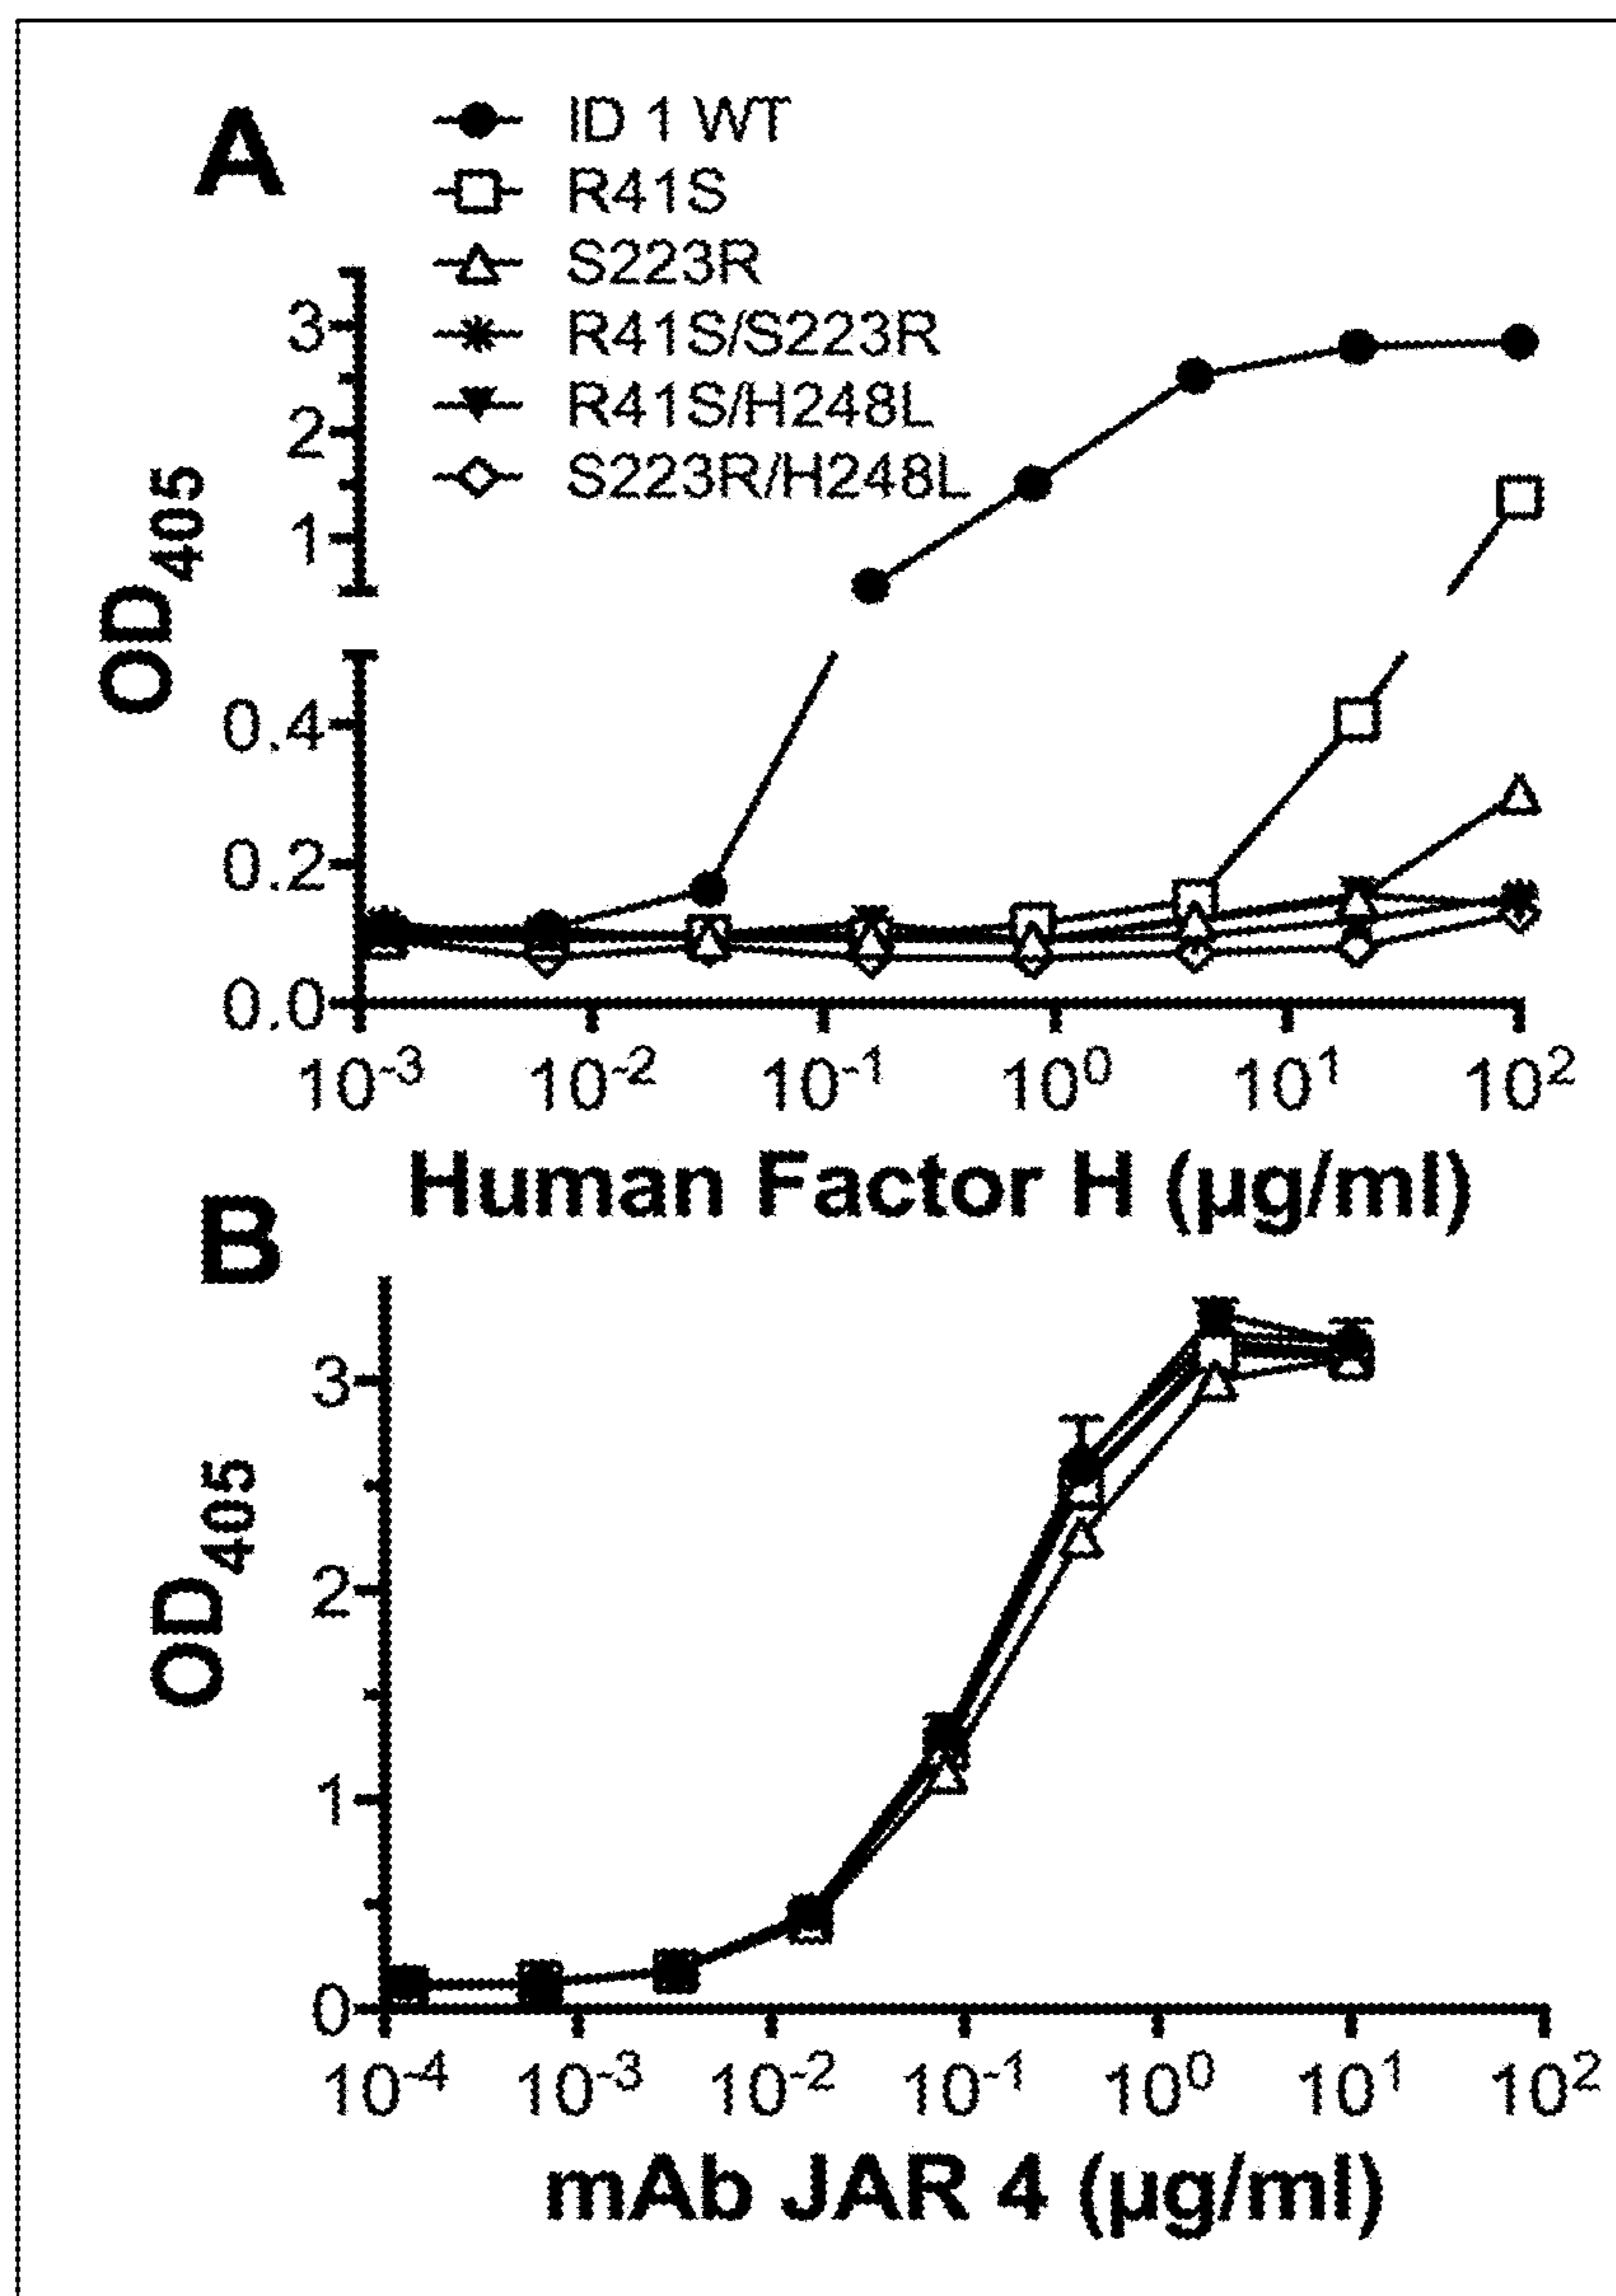 A
ID 1 WT
R41S
S223R
R41S/S223R
R41S/H248L
S223R/H248L
OD405
3
2
1
0.4
0.2
0.0
10-3 10-2 10-1 100 101 102
Human Factor H (µg/ml)
B
OD405
3
2
1
0
10-4 10-3 10-2 10-1 100 101 102
mAb JAR 4 (µg/ml)